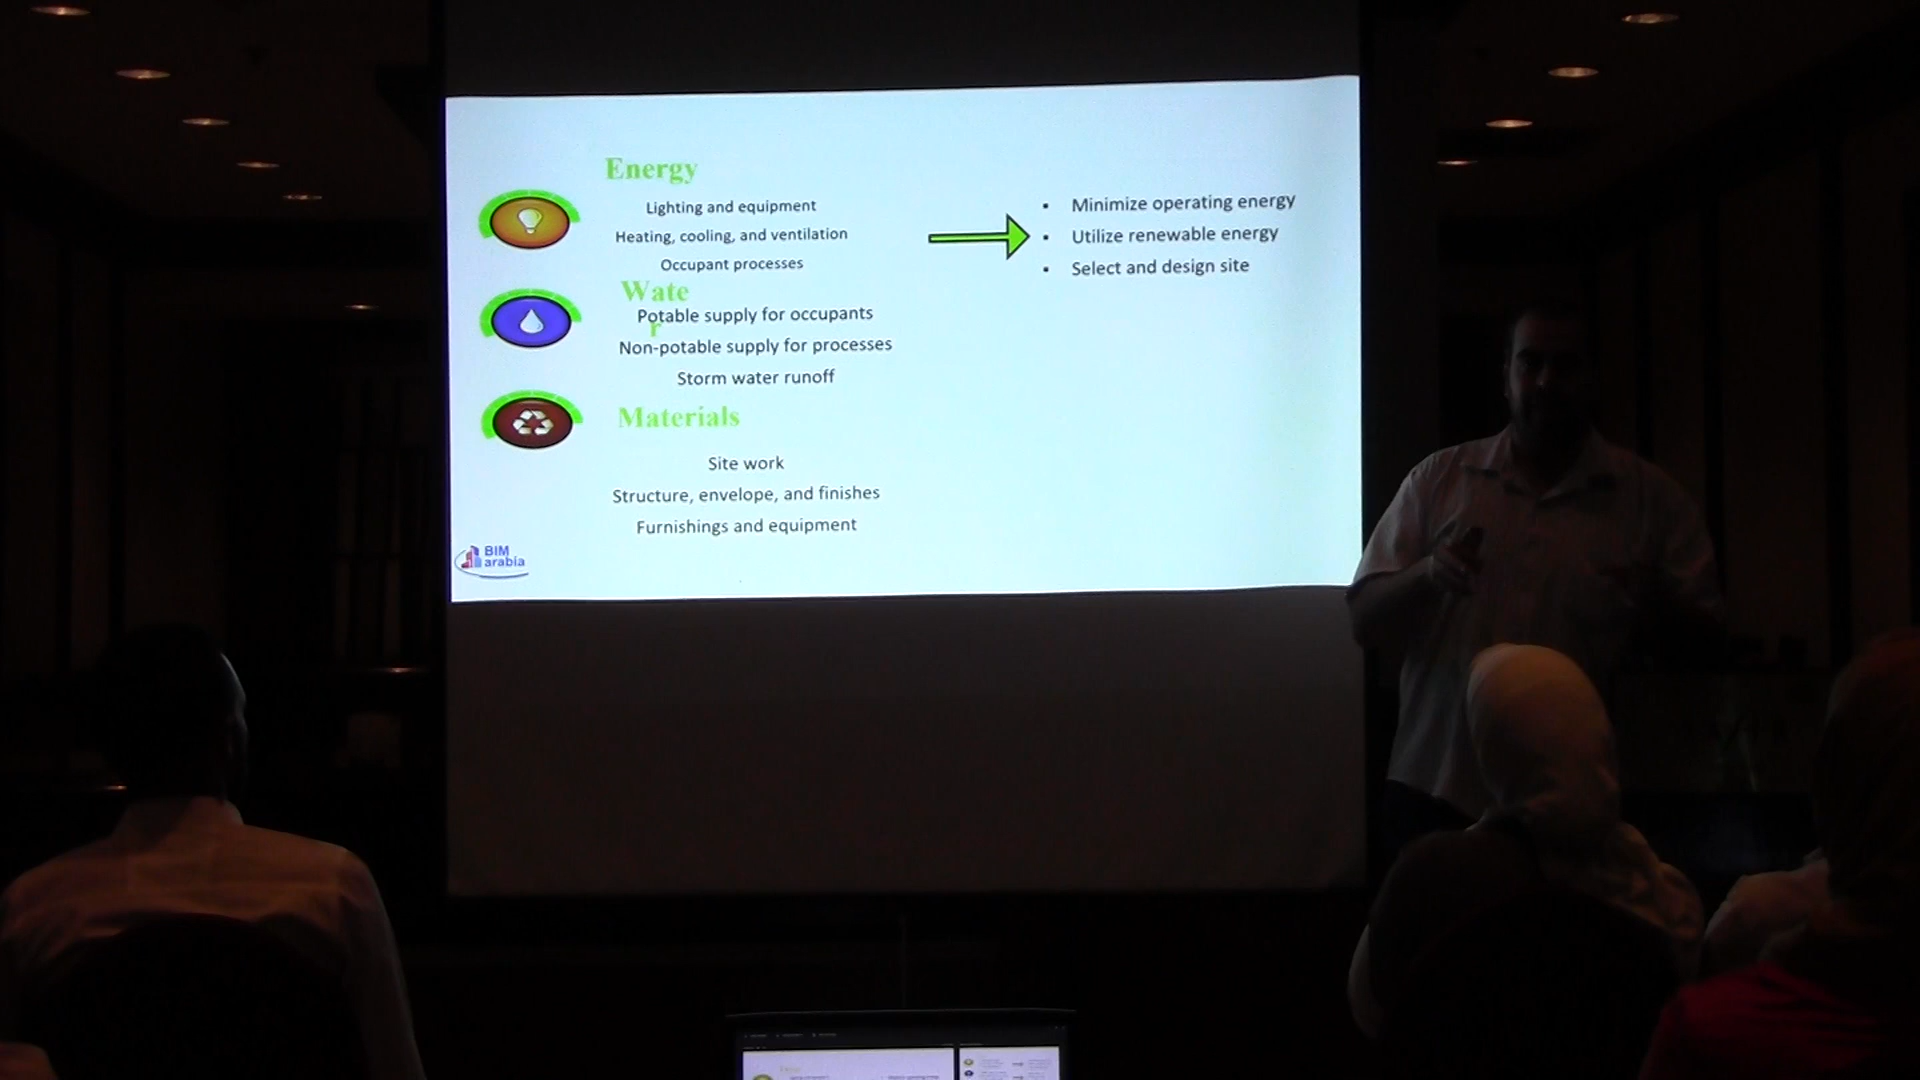 Energy
Lighting and equipment
Heating, cooling, and ventilation
Occupant processes
Wate
r
Potable supply for occupants
Non-potable supply for processes
Storm water runoff
Materials
Site work
Structure, envelope, and finishes
Furnishings and equipment
• Minimize operating energy
• Utilize renewable energy
• Select and design site
BIM
arabia